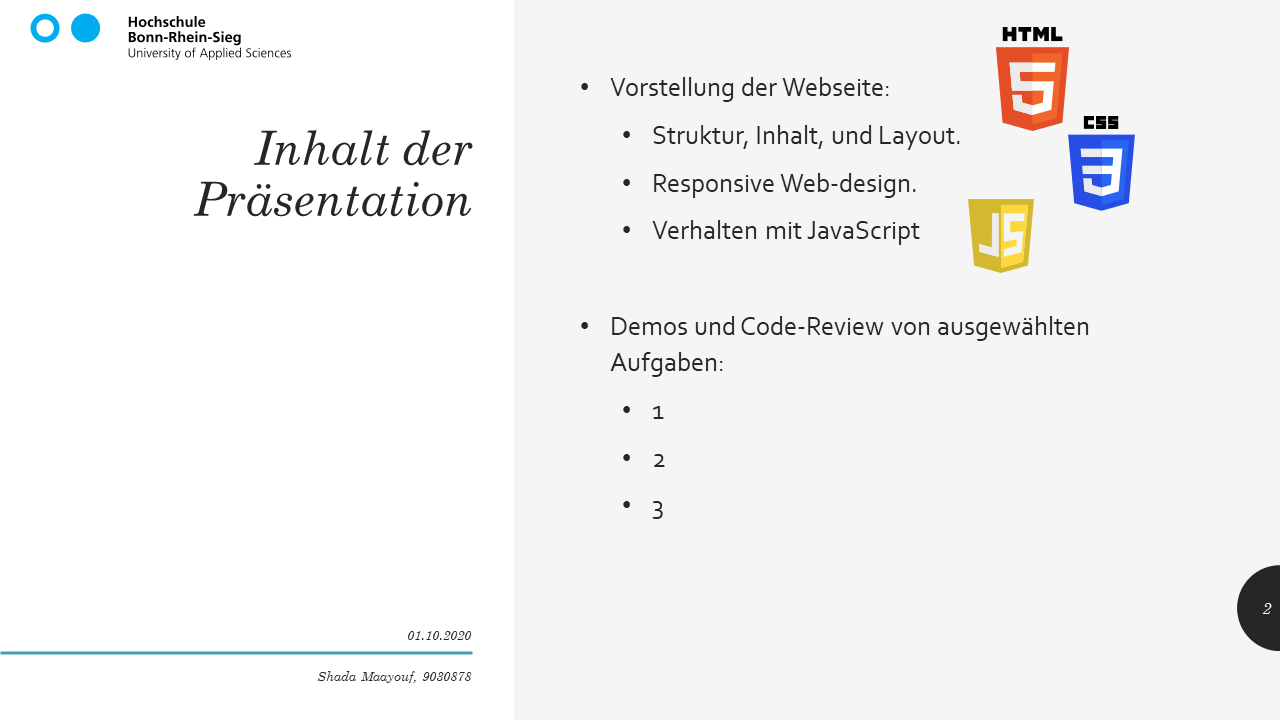 Hochschule
Bonn-Rhein-Sieg
University of Applied Sciences
Inhalt der
Präsentation
01.10.2020
Shada Maayouf, 9030878
• Vorstellung der Webseite:
• Struktur, Inhalt, und Layout.
• Responsive Web-design.
• Verhalten mit JavaScript
HTML
5
CSS
3
JS
• Demos und Code-Review von ausgewählten
Aufgaben:
• 1
• 2
• 3
2